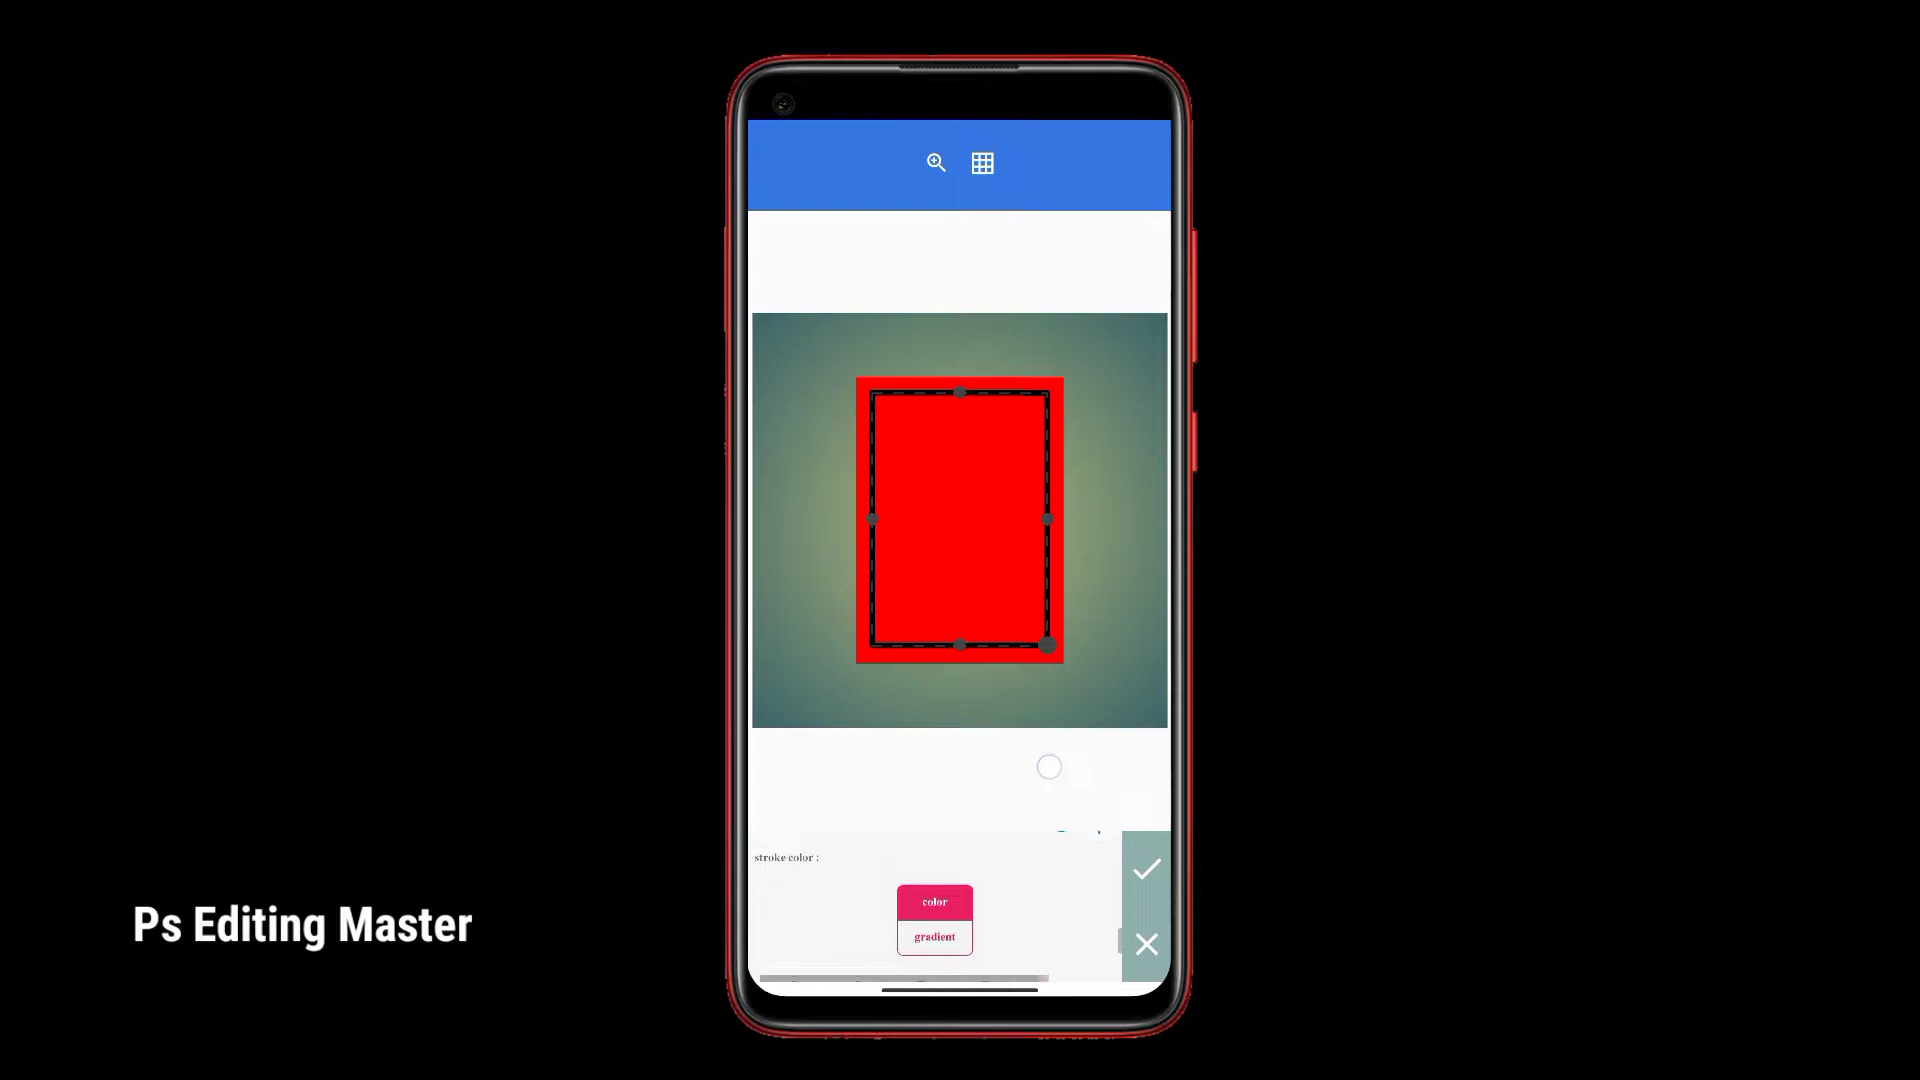 stroke color :
color
gradient
Ps Editing Master